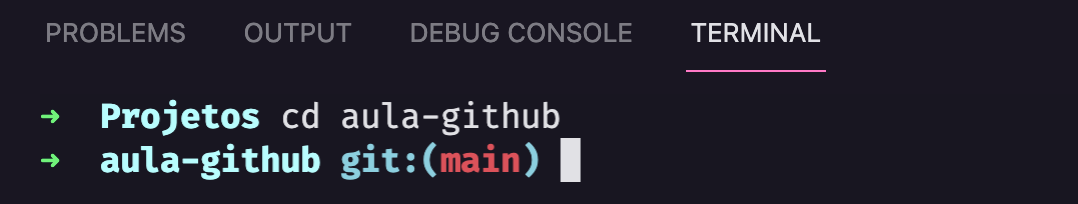 PROBLEMS OUTPUT DEBUG CONSOLE TERMINAL
➜ Projetos cd aula-github
➜ aula-github git:(main)